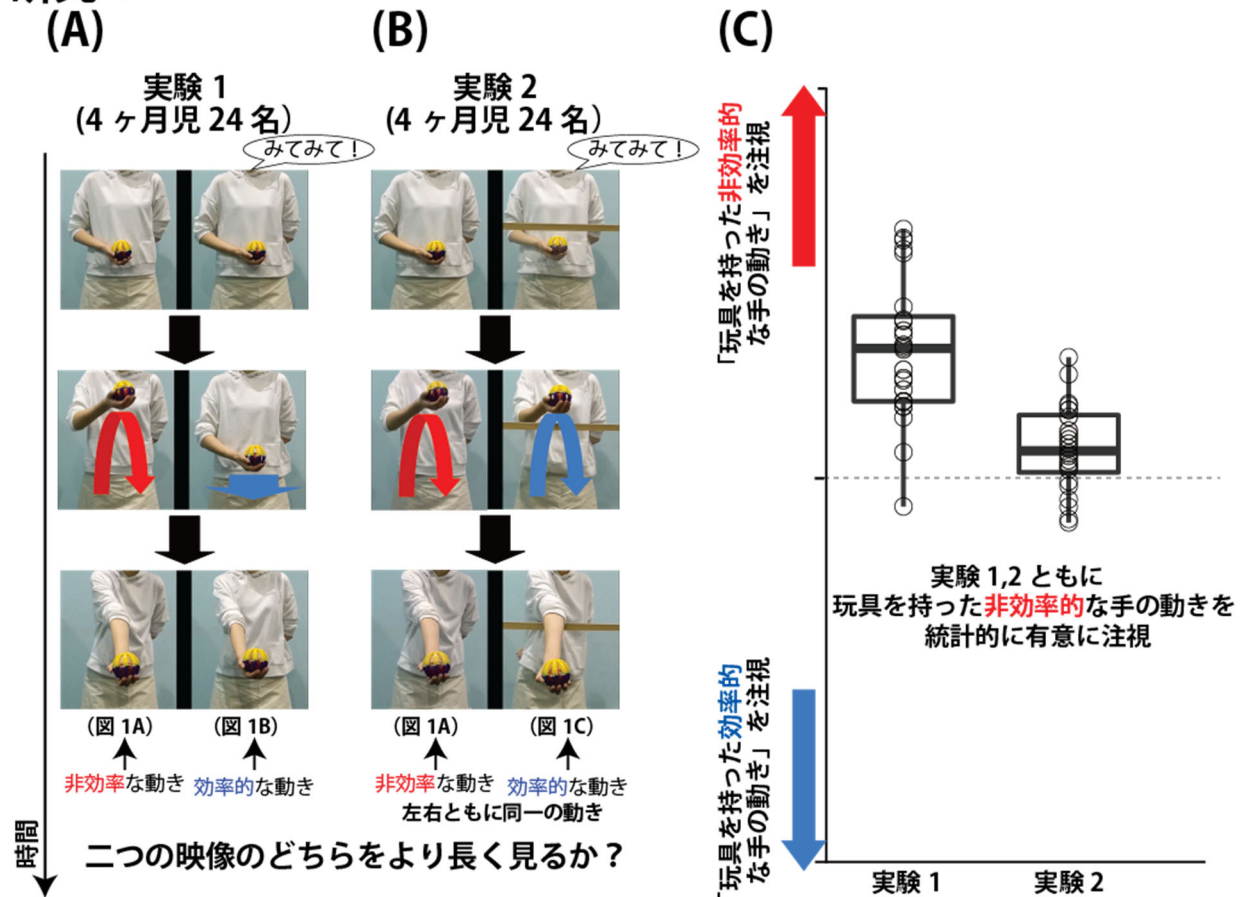 (A)
実験 1
(4 ヶ月児 24 名)
みてみて！
(図 1A)
(図 1B)
非効率な動き
効率的な動き
(B)
実験 2
(4 ヶ月児 24 名)
みてみて！
(図 1A)
(図 1C)
非効率な動き
効率的な動き
左右ともに同一の動き
時間
二つの映像のどちらをより長く見るか？
(C)
「玩具を持った非効率的
な手の動き」を注視
実験 1,2 ともに
玩具を持った非効率的な手の動きを
統計的に有意に注視
「玩具を持った効率的
な手の動き」を注視
実験 1
実験 2